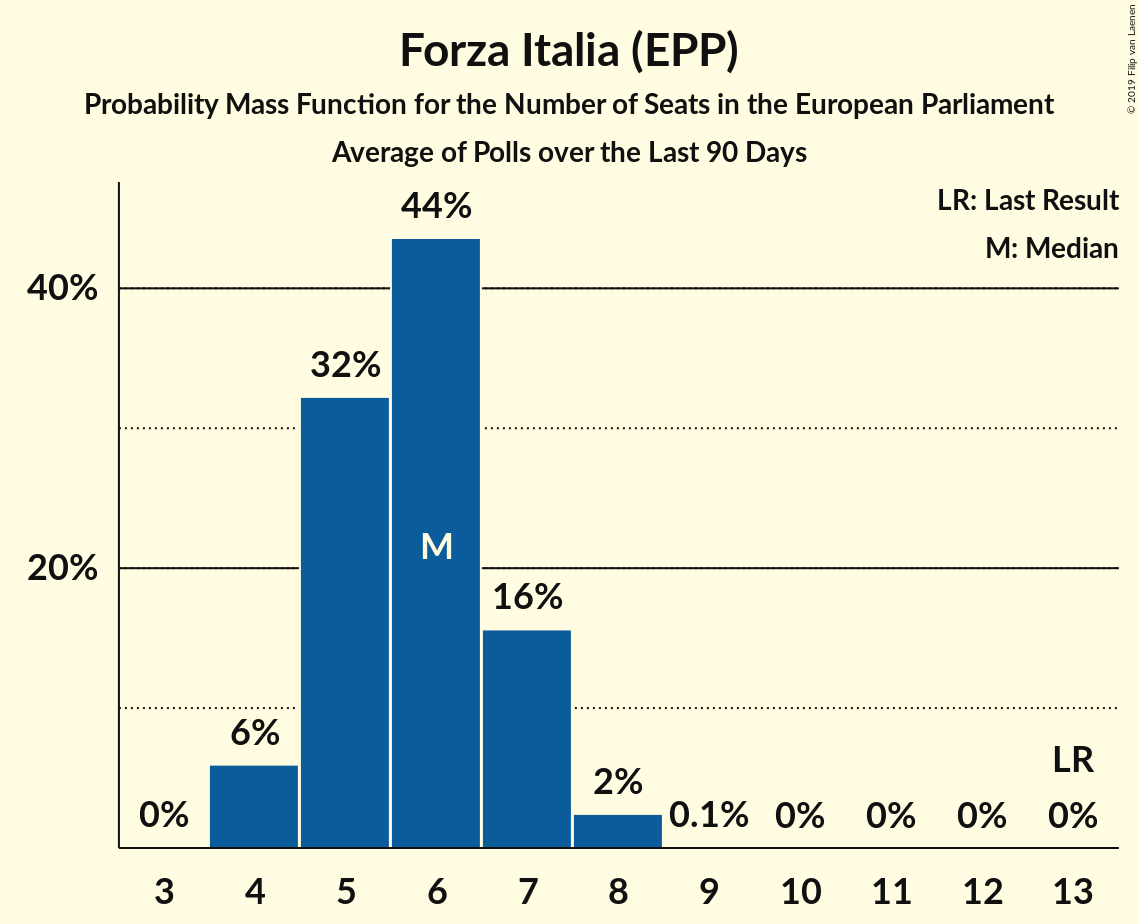 Forza Italia (EPP)
Probability Mass Function for the Number of Seats in the European Parliament
Average of Polls over the Last 90 Days
© 2019 Filip van Laenen
LR: Last Result
M: Median
44%
40%
32%
M
20%
16%
6%
LR
2%
0%
0.1%
0%
0%
0%
0%
3 4 5 6 7 8 9 10 11 12 13